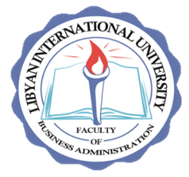 LIBYAN INTERNATIONAL UNIVERSITY
FACULTY
OF
BUSINESS ADMINISTRATION